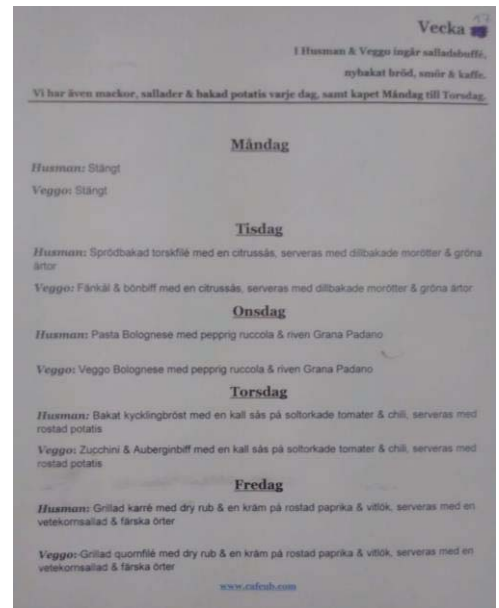 Vecka
I Husman & Veggo ingår salladsbuffé,
nybakat bröd, smör & kaffe.
Vi har även mackor, sallader & bakad potatis varje dag, samt kapet Måndag till Torsdag.
Måndag
Husman: Stängt
Veggo: Stängt
Tisdag
Husman: Sprödbakad torskfilé med en citrussås, serveras med dillbakade morötter & gröna
ärtor
Veggo: Fänkål & bönbiff med en citrussås, serveras med dillbakade morötter & gröna ärtor
Onsdag
Husman: Pasta Bolognese med pepprig ruccola & riven Grana Padano
Veggo: Veggo Bolognese med pepprig ruccola & riven Grana Padano
Torsdag
Husman: Bakat kycklingbröst med en kall sås på soltorkade tomater & chili, serveras med
rostad potatis
Veggo: Zucchini & Auberginbiff med en kall sås på soltorkade tomater & chili, serveras med
rostad potatis
Fredag
Husman: Grillad karré med dry rub & en kräm på rostad paprika & vitlök, serveras med en
vetekornsallad & färska örter
Veggo: Grillad quornfilé med dry rub & en kräm på rostad paprika & vitlök, serveras med en
vetekornsallad & färska örter